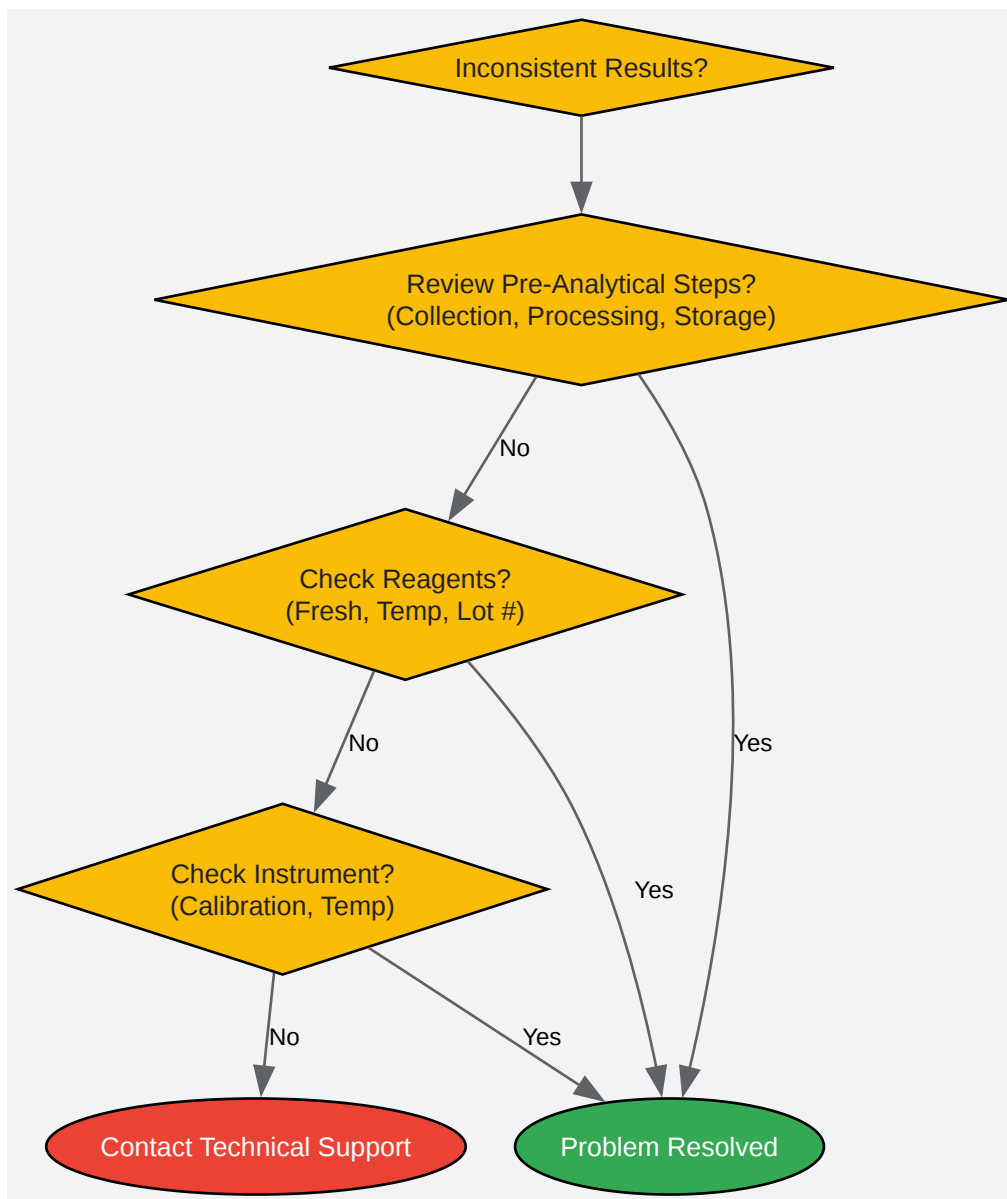 Inconsistent Results?
Review Pre-Analytical Steps?
(Collection, Processing, Storage)
No
Check Reagents?
(Fresh, Temp, Lot #)
No
Yes
Check Instrument?
(Calibration, Temp)
Yes
No
Yes
Contact Technical Support
Problem Resolved